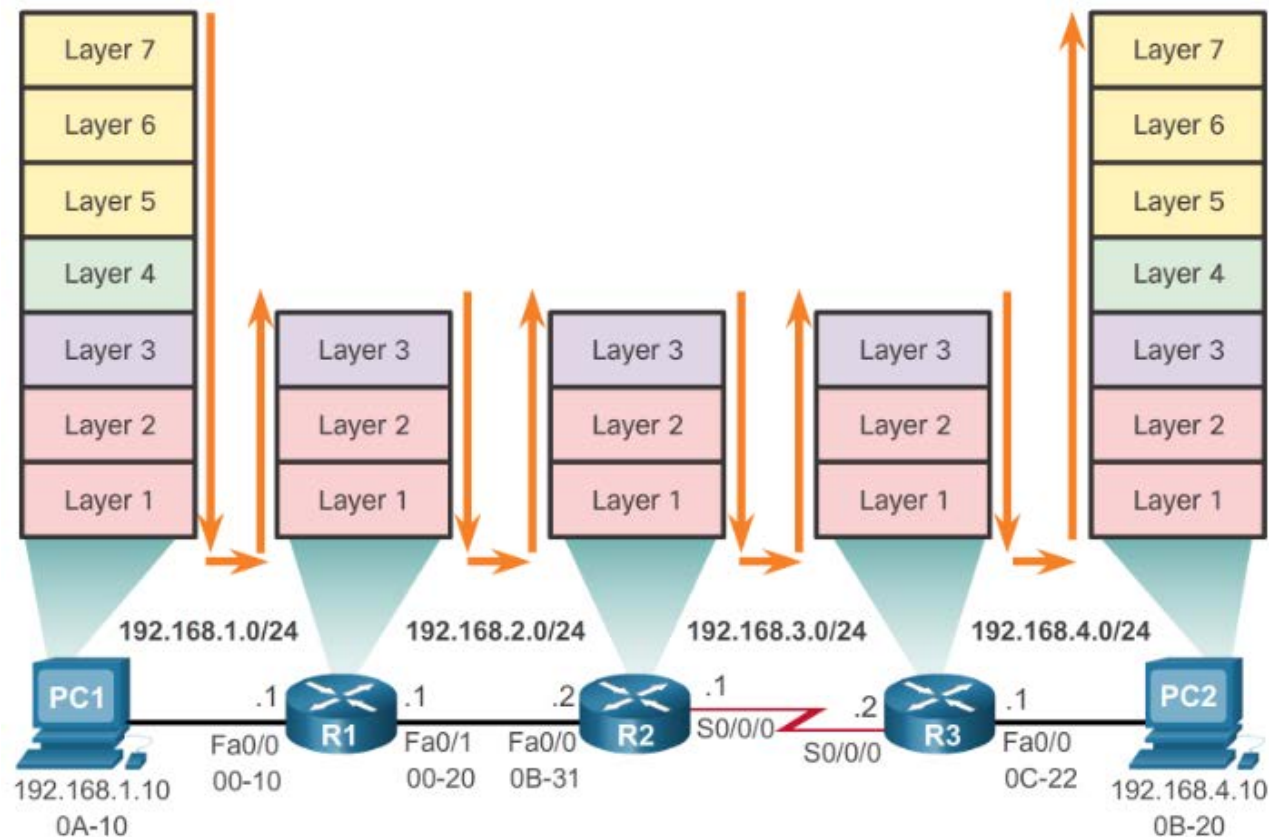 Layer 7
Layer 6
Layer 5
Layer 4
Layer 3
Layer 2
Layer 1
Layer 3
Layer 2
Layer 1
Layer 3
Layer 2
Layer 1
Layer 3
Layer 2
Layer 1
Layer 7
Layer 6
Layer 5
Layer 4
Layer 3
Layer 2
Layer 1
192.168.1.0/24
192.168.2.0/24
192.168.3.0/24
192.168.4.0/24
PC1
192.168.1.10
0A-10
.1
Fa0/0
00-10
R1
.1
Fa0/1
00-20
.2
Fa0/0
0B-31
R2
.1
S0/0/0
.2
S0/0/0
R3
.1
Fa0/0
0C-22
PC2
192.168.4.10
0B-20